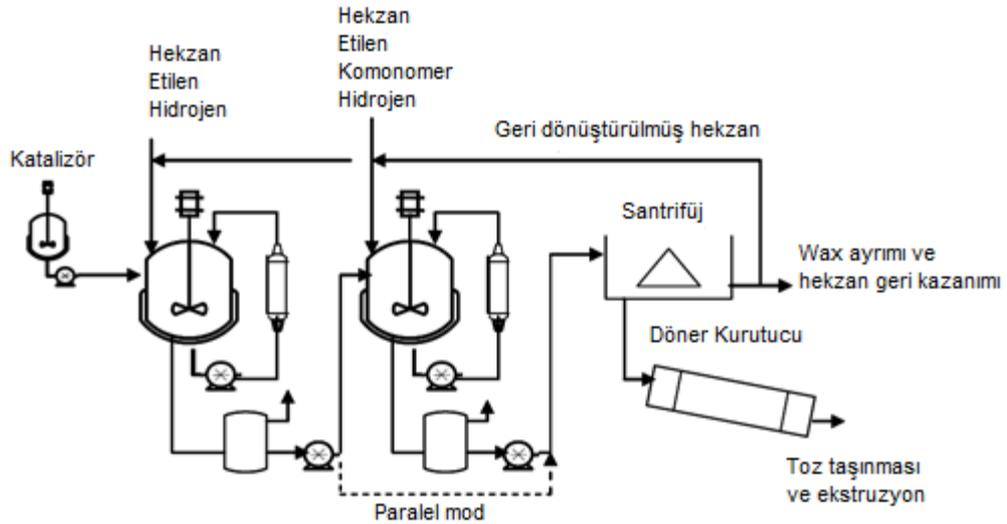 Hekzan
Etilen
Komonomer
Hidrojen
Hekzan
Etilen
Hidrojen
Geri dönüştürülmüş hekzan
Katalizör
Santrifüj
Wax ayrımı ve
hekzan geri kazanımı
Döner Kurutucu
Toz taşınması
ve ekstruzyon
Paralel mod